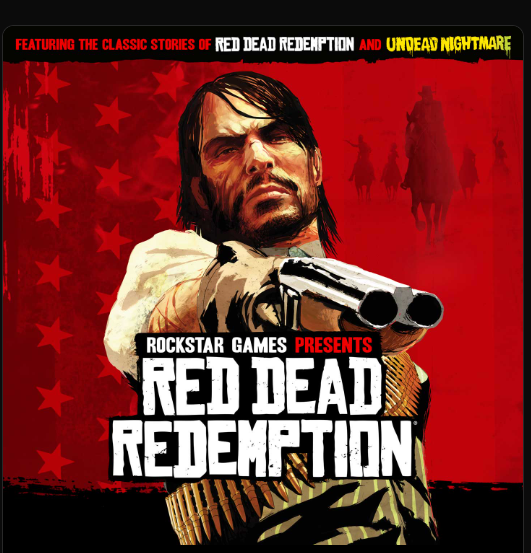 FEATURING THE CLASSIC STORIES OF RED DEAD REDEMPTION AND UNDEAD NIGHTMARE
ROCKSTAR GAMES PRESENTS
RED DEAD
REDEMPTION